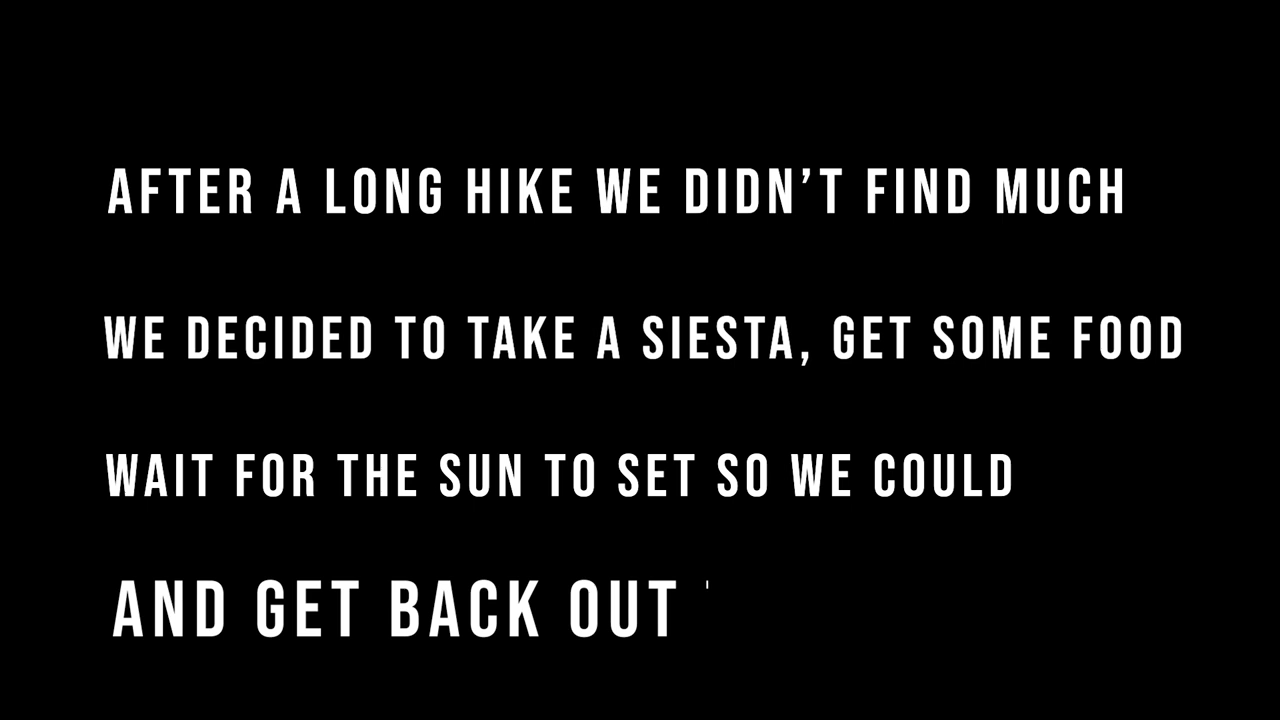 AFTER A LONG HIKE WE DIDN’T FIND MUCH
WE DECIDED TO TAKE A SIESTA, GET SOME FOOD
WAIT FOR THE SUN TO SET SO WE COULD
AND GET BACK OUT